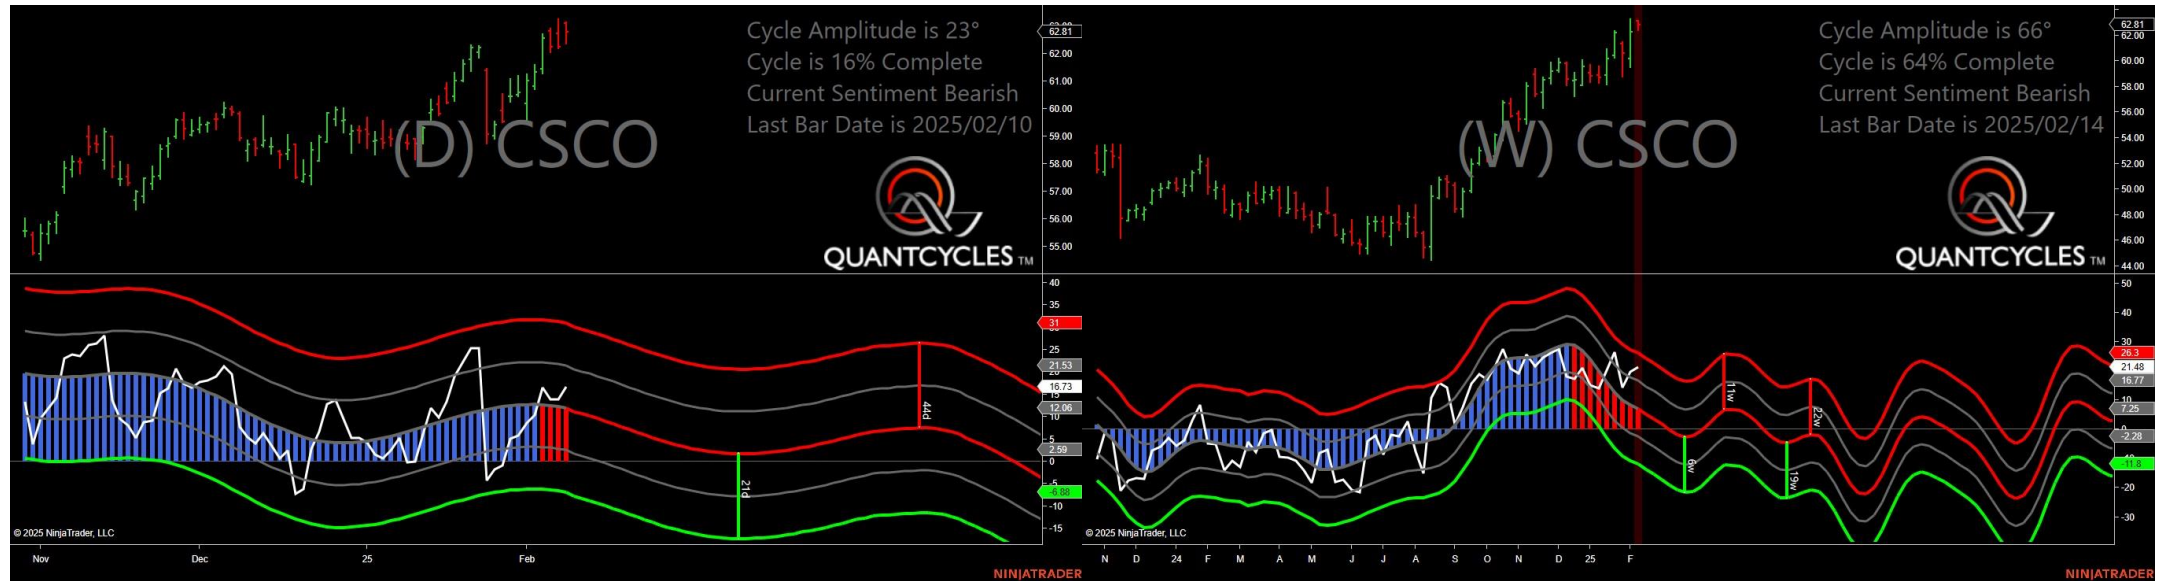 Cycle Amplitude is 23°
Cycle is 16% Complete
Current Sentiment Bearish
Last Bar Date is 2025/02/10
(D) CSCO
QUANTCYCLES TM
62.81
62.00
61.00
60.00
59.00
58.00
57.00
56.00
55.00
40
35
31
21.53
16.73
15
12.06
5
2.59
0
-5
-6.88
-10
-15
44d
21d
© 2025 NinjaTrader, LLC
Nov Dec 25 Feb
NINJATRADER
Cycle Amplitude is 66°
Cycle is 64% Complete
Current Sentiment Bearish
Last Bar Date is 2025/02/14
(W) CSCO
QUANTCYCLES TM
62.81
62.00
60.00
58.00
56.00
54.00
52.00
50.00
48.00
46.00
44.00
50
40
30
26.3
21.48
16.77
10
7.25
0
-2.28
-11.8
-20
-30
11w
22w
6w
19w
© 2025 NinjaTrader, LLC
N D 24 F M A M J J A S O N D 25 F
NINJATRADER